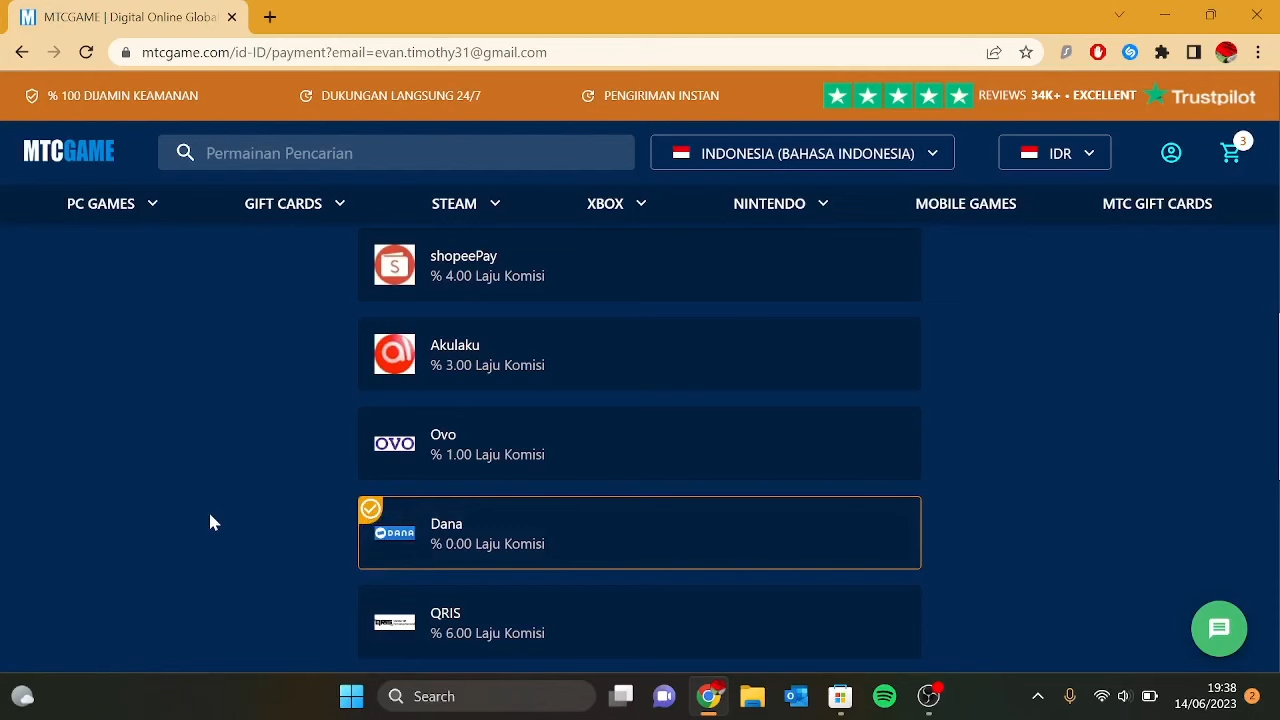 MTCGAME | Digital Online Globa
mtcgame.com/id-ID/payment?email=evan.timothy31@gmail.com
% 100 DIJAMIN KEAMANAN
DUKUNGAN LANGSUNG 24/7
PENGIRIMAN INSTAN
REVIEWS 34K+ • EXCELLENT
Trustpilot
MTCGAME
Permainan Pencarian
INDONESIA (BAHASA INDONESIA)
IDR
3
PC GAMES
GIFT CARDS
STEAM
XBOX
NINTENDO
MOBILE GAMES
MTC GIFT CARDS
shopeePay
% 4.00 Laju Komisi
Akulaku
% 3.00 Laju Komisi
OVO
Ovo
% 1.00 Laju Komisi
DANA
Dana
% 0.00 Laju Komisi
QRIS
QRIS
% 6.00 Laju Komisi
Search
19:38
14/06/2023
2